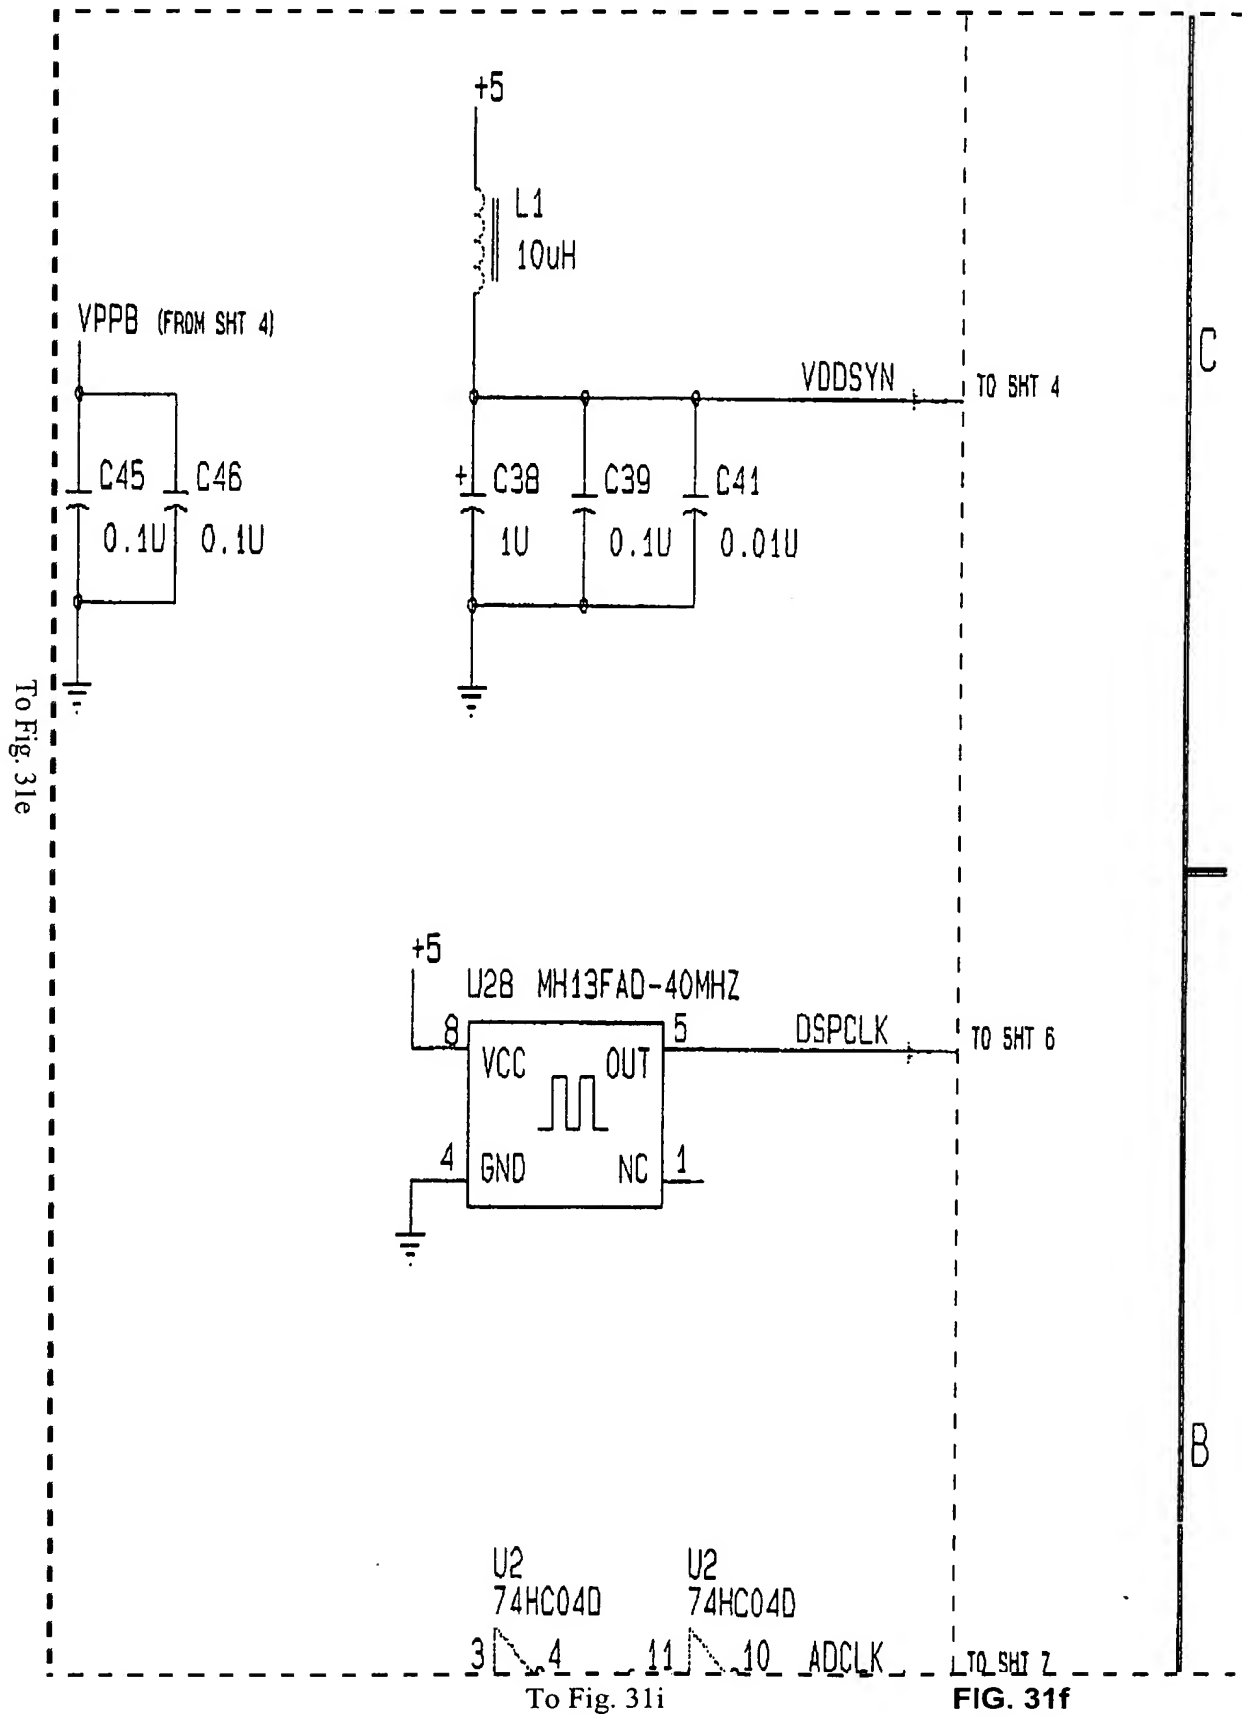 +5
L1
10uH
VPPB (FROM SHT 4)
C
VDDSYN
TO SHT 4
C45
C46
+
C38
C39
C41
0.1U
0.1U
1U
0.1U
0.01U
To Fig. 31e
+5
U28 MH13FAD-40MHZ
8
5
DSPCLK
TO SHT 6
VCC
OUT
4
GND
NC
1
B
U2
U2
74HC04D
74HC04D
3
4
11
10
ADCLK
TO SHT 7
To Fig. 31i
FIG. 31f